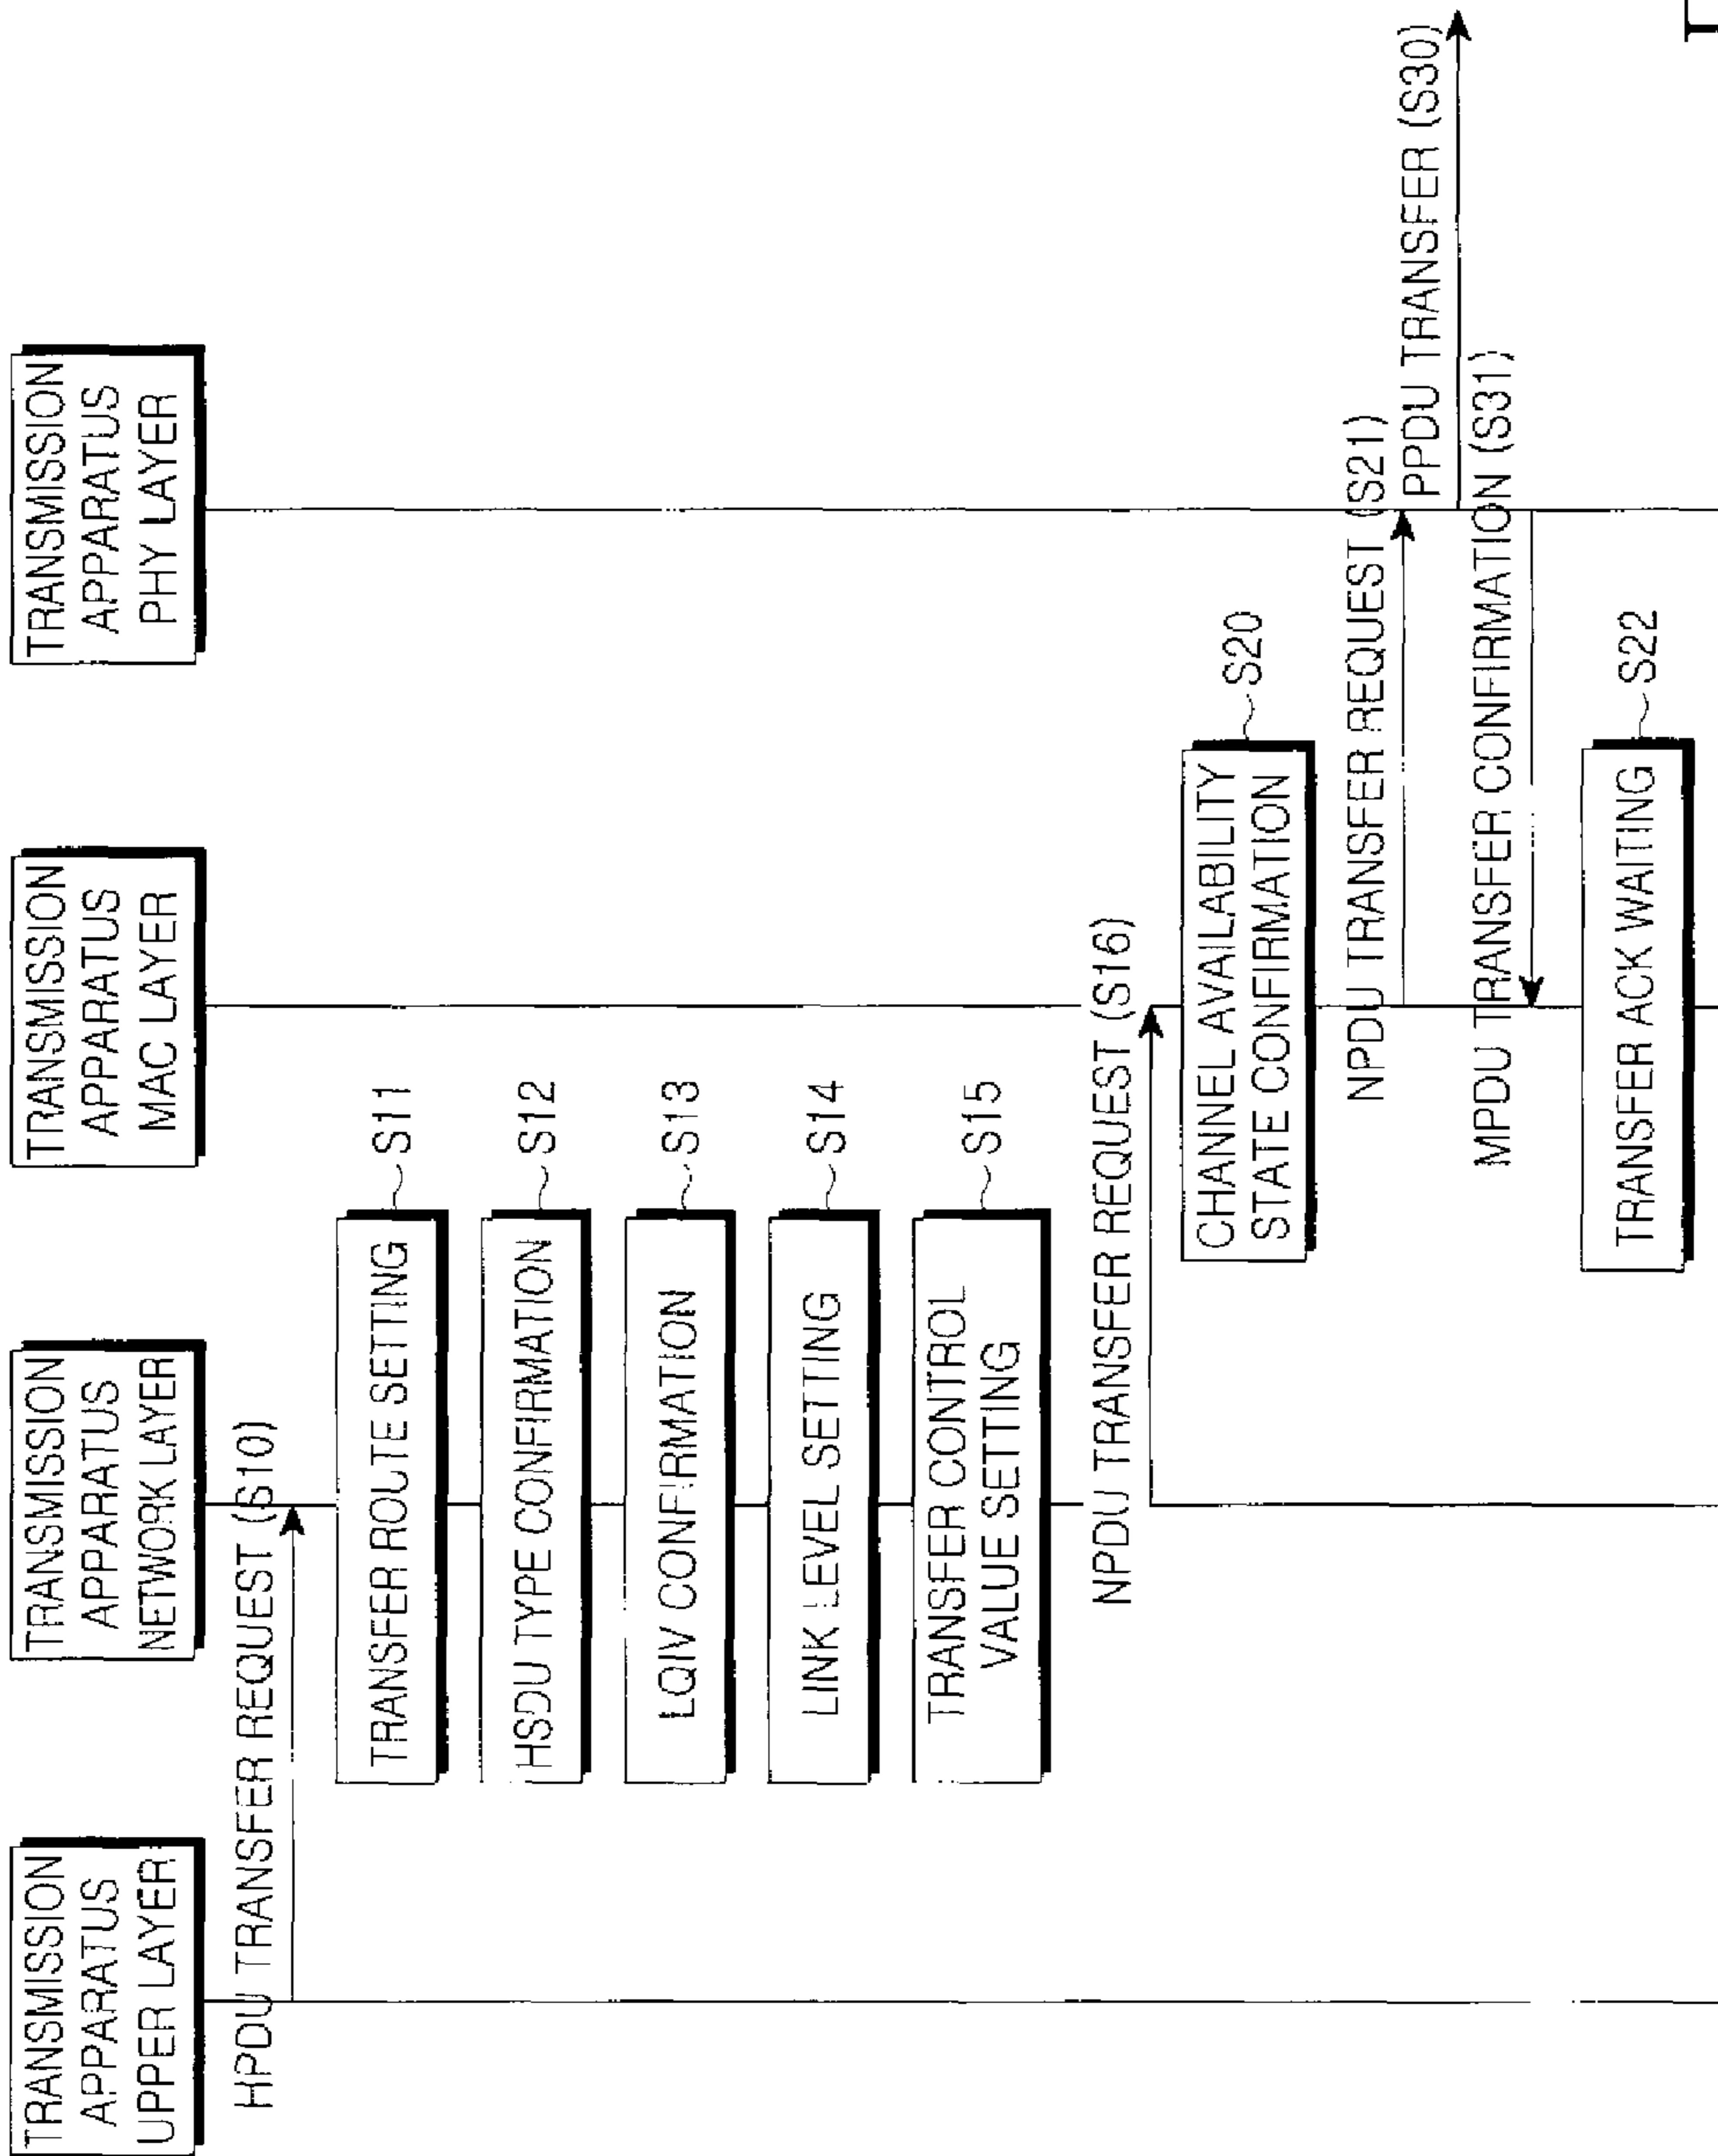 TRANSMISSION
APPARATUS
UPPER LAYER
TRANSMISSION
APPARATUS
NETWORK LAYER
TRANSMISSION
APPARATUS
MAC LAYER
TRANSMISSION
APPARATUS
PHY LAYER
HPDU TRANSFER REQUEST (S10)
TRANSFER ROUTE SETTING
S11
HSDU TYPE CONFIRMATION
S12
LQIV CONFIRMATION
S13
LINK LEVEL SETTING
S14
TRANSFER CONTROL
VALUE SETTING
S15
NPDU TRANSFER REQUEST (S16)
CHANNEL AVAILABILITY
STATE CONFIRMATION
S20
NPDU TRANSFER REQUEST (S21)
PPDU TRANSFER (S30)
MPDU TRANSFER CONFIRMATION (S31)
TRANSFER ACK WAITING
S22